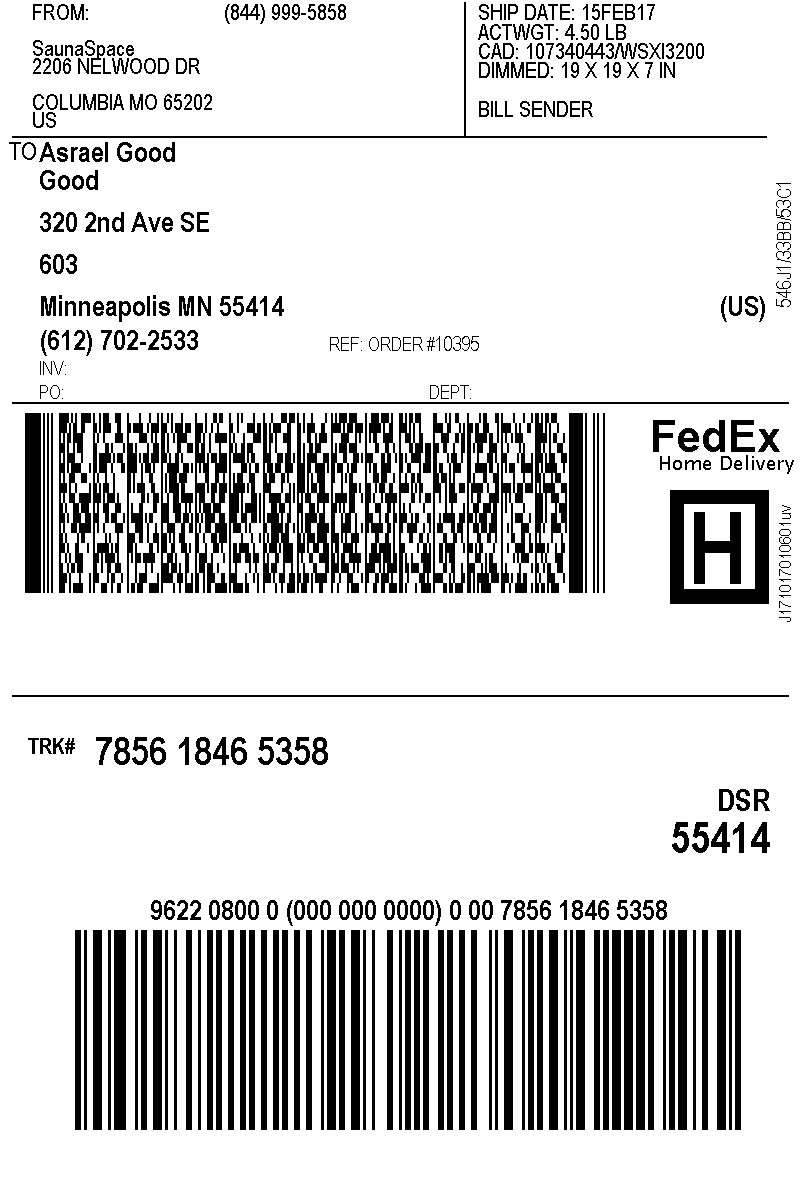 FROM: (844) 999-5858
SaunaSpace
2206 NELWOOD DR
COLUMBIA MO 65202
US
SHIP DATE: 15FEB17
ACTWGT: 4.50 LB
CAD: 107340443/WSXI3200
DIMMED: 19 X 19 X 7 IN
BILL SENDER
TO Asrael Good
Good
320 2nd Ave SE
603
Minneapolis MN 55414 (US)
(612) 702-2533 REF: ORDER #10395
INV:
PO: DEPT:
546J1/33BB/53C1
FedEx
Home Delivery
H
J171017010601uv
TRK# 7856 1846 5358
DSR
55414
9622 0800 0 (000 000 0000) 0 00 7856 1846 5358